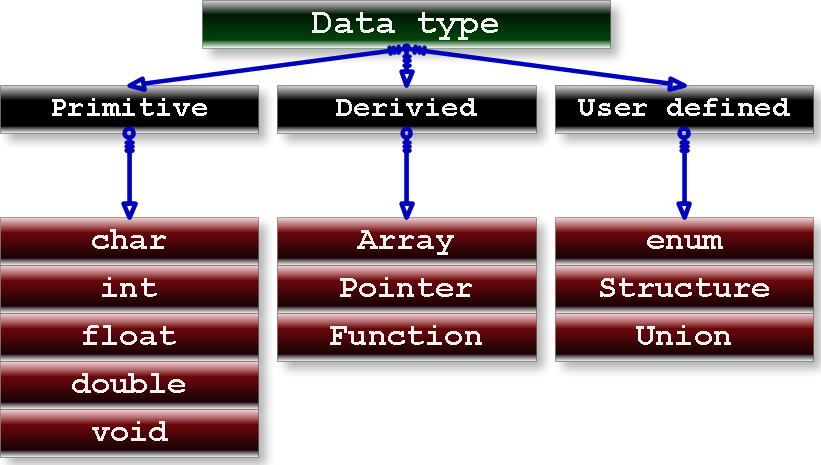 Data type
Primitive
Derivied
User defined
char
Array
enum
int
Pointer
Structure
float
Function
Union
double
void